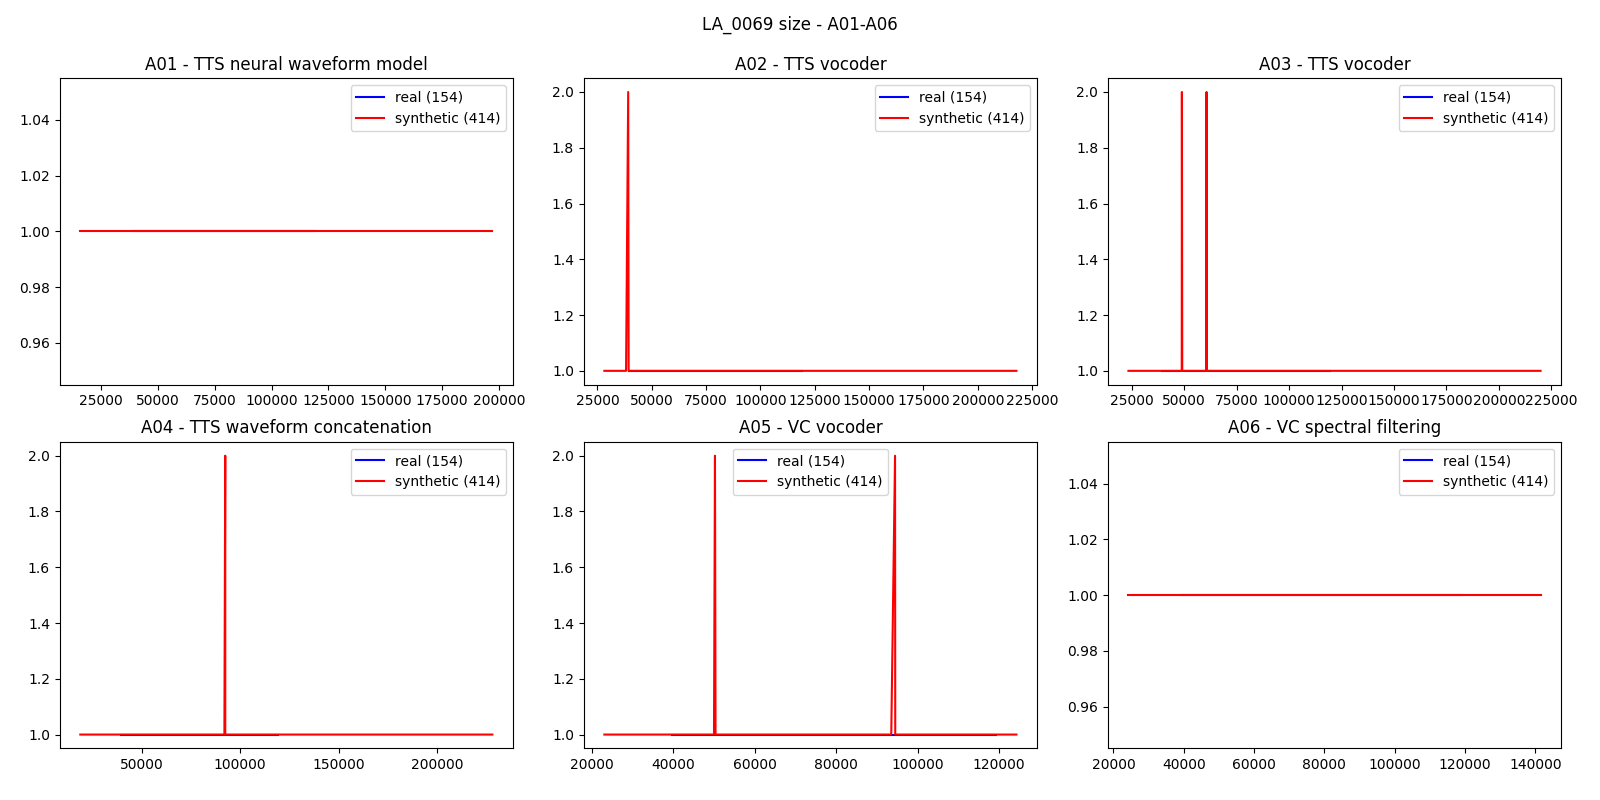 LA_0069 size - A01-A06
A01 - TTS neural waveform model
real (154)
synthetic (414)
1.04
1.02
1.00
0.98
0.96
25000 50000 75000 100000 125000 150000 175000 200000
A02 - TTS vocoder
real (154)
synthetic (414)
2.0
1.8
1.6
1.4
1.2
1.0
25000 50000 75000 100000 125000 150000 175000 200000 225000
A03 - TTS vocoder
real (154)
synthetic (414)
2.0
1.8
1.6
1.4
1.2
1.0
25000 50000 75000 100000 125000 150000 175000 200000 225000
A04 - TTS waveform concatenation
real (154)
synthetic (414)
2.0
1.8
1.6
1.4
1.2
1.0
50000 100000 150000 200000
A05 - VC vocoder
real (154)
synthetic (414)
2.0
1.8
1.6
1.4
1.2
1.0
20000 40000 60000 80000 100000 120000
A06 - VC spectral filtering
real (154)
synthetic (414)
1.04
1.02
1.00
0.98
0.96
20000 40000 60000 80000 100000 120000 140000